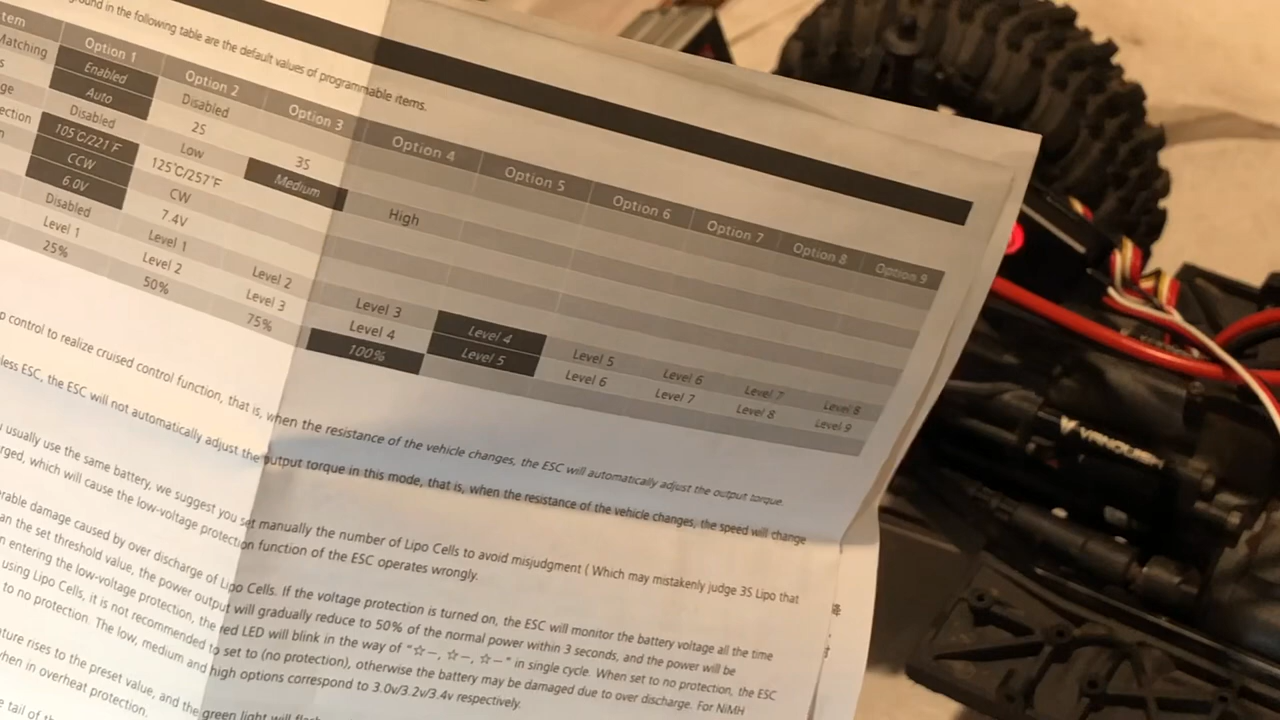 ground in the following table are the default values of programmable items.
tem Option 1 Option 2 Option 3 Option 4 Option 5 Option 6 Option 7 Option 8 Option 9
Matching Enabled Disabled
s Auto 2S 3S
ge Disabled Low Medium High
ection 105℃/221℉ 125℃/257℉
n CCW CW
6.0V 7.4V
Disabled Level 1 Level 2 Level 3 Level 4 Level 5 Level 6 Level 7 Level 8
Level 1 Level 2 Level 3 Level 4 Level 5 Level 6 Level 7 Level 8 Level 9
25% 50% 75% 100%
p control to realize cruised control function, that is, when the resistance of the vehicle changes, the ESC will automatically adjust the output torque.
less ESC, the ESC will not automatically adjust the output torque in this mode, that is, when the resistance of the vehicle changes, the speed will change
u usually use the same battery, we suggest you set manually the number of Lipo Cells to avoid misjudgment ( Which may mistakenly judge 3S Lipo that
rged, which will cause the low-voltage protection function of the ESC operates wrongly.
rable damage caused by over discharge of Lipo Cells. If the voltage protection is turned on, the ESC will monitor the battery voltage all the time
an the set threshold value, the power output will gradually reduce to 50% of the normal power within 3 seconds, and the power will be
n entering the low-voltage protection, the red LED will blink in the way of "☆—, ☆—, ☆—" in single cycle. When set to no protection, the ESC
using Lipo Cells, it is not recommended to set to (no protection), otherwise the battery may be damaged due to over discharge. For NiMH
to no protection. The low, medium and high options correspond to 3.0v/3.2v/3.4v respectively.
ature rises to the preset value, and the green light will
when in overheat protection.
e tail of
VANQUISH